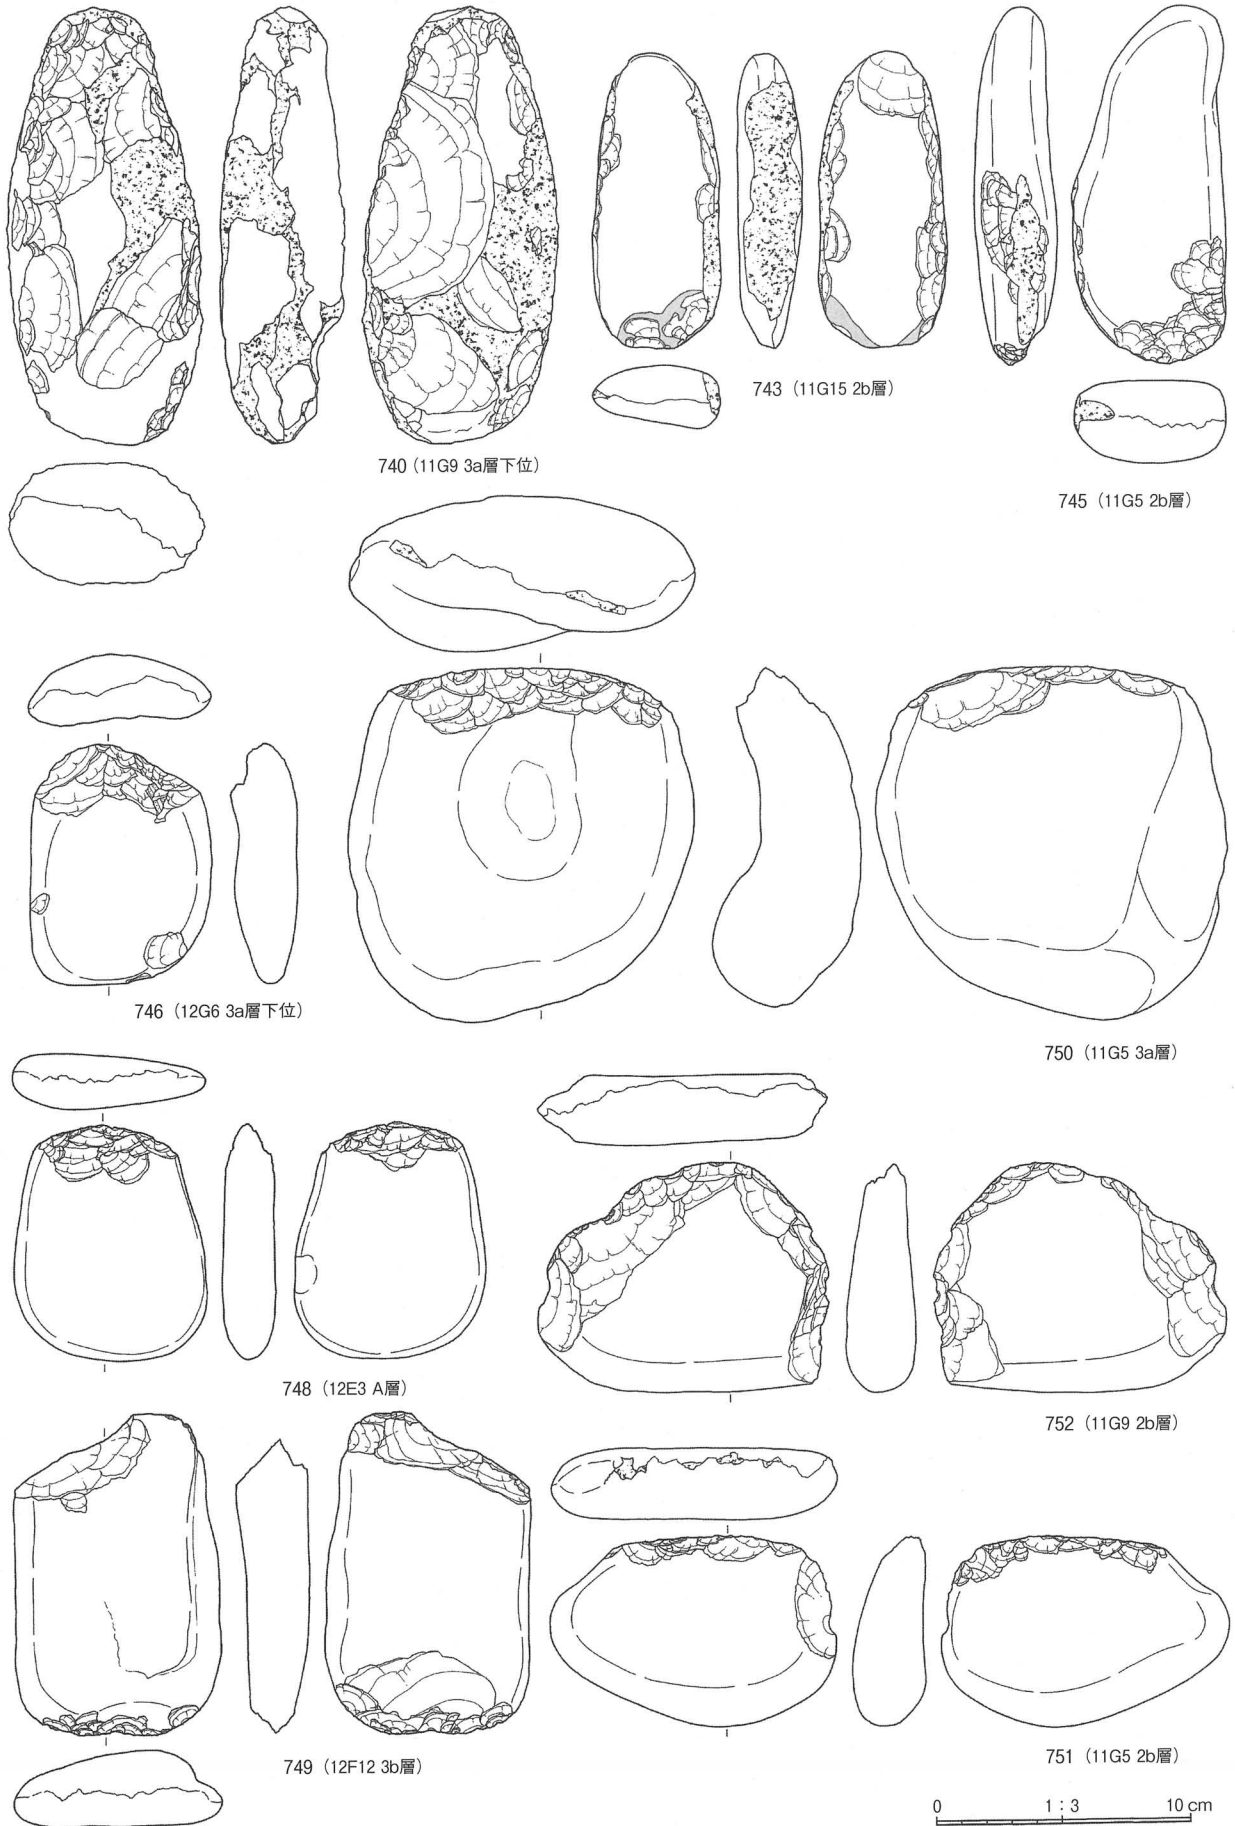 743（11G15 2b層）
740（11G9 3a層下位）
745（11G5 2b層）
746（12G6 3a層下位）
750（11G5 3a層）
748（12E3 A層）
752（11G9 2b層）
749（12F12 3b層）
751（11G5 2b層）
0 1：3 10 cm